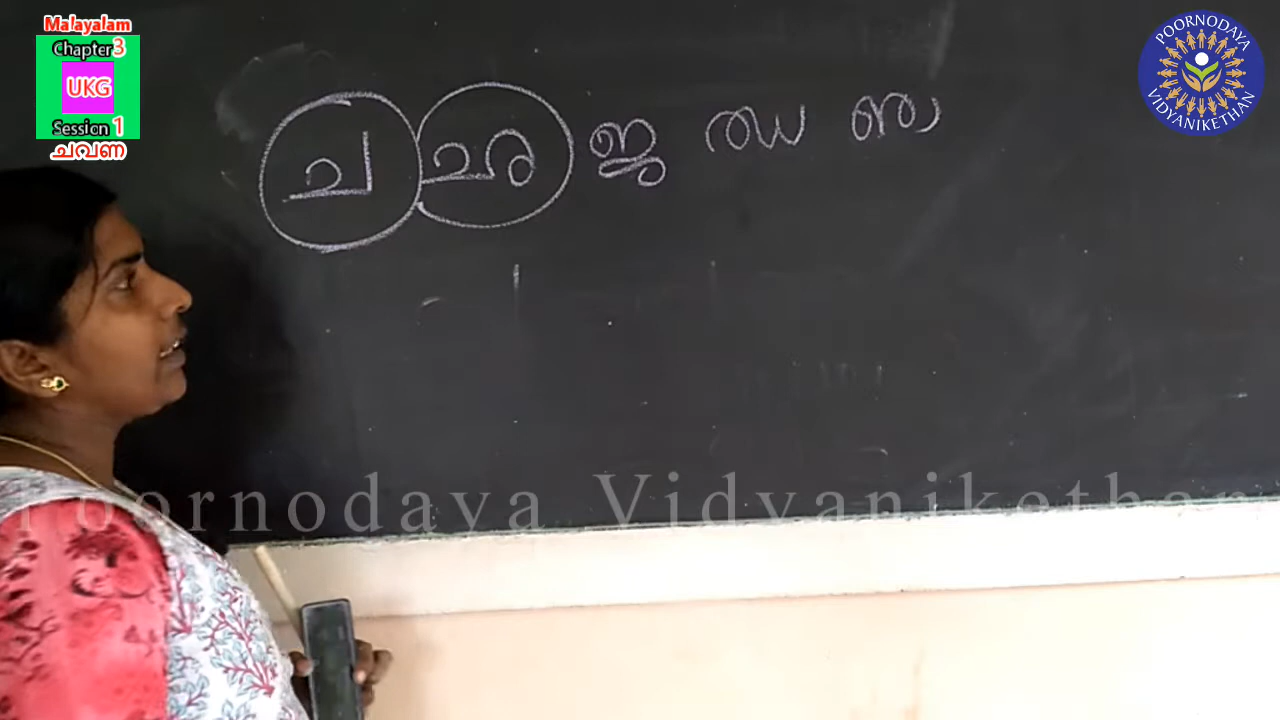 Malayalam
Chapter 3
UKG
Session 1
ചവണ
POORNODAYA
VIDYANIKETHAN
ച ഛ ജ ഝ ഞ
Poornodaya Vidyanikethan